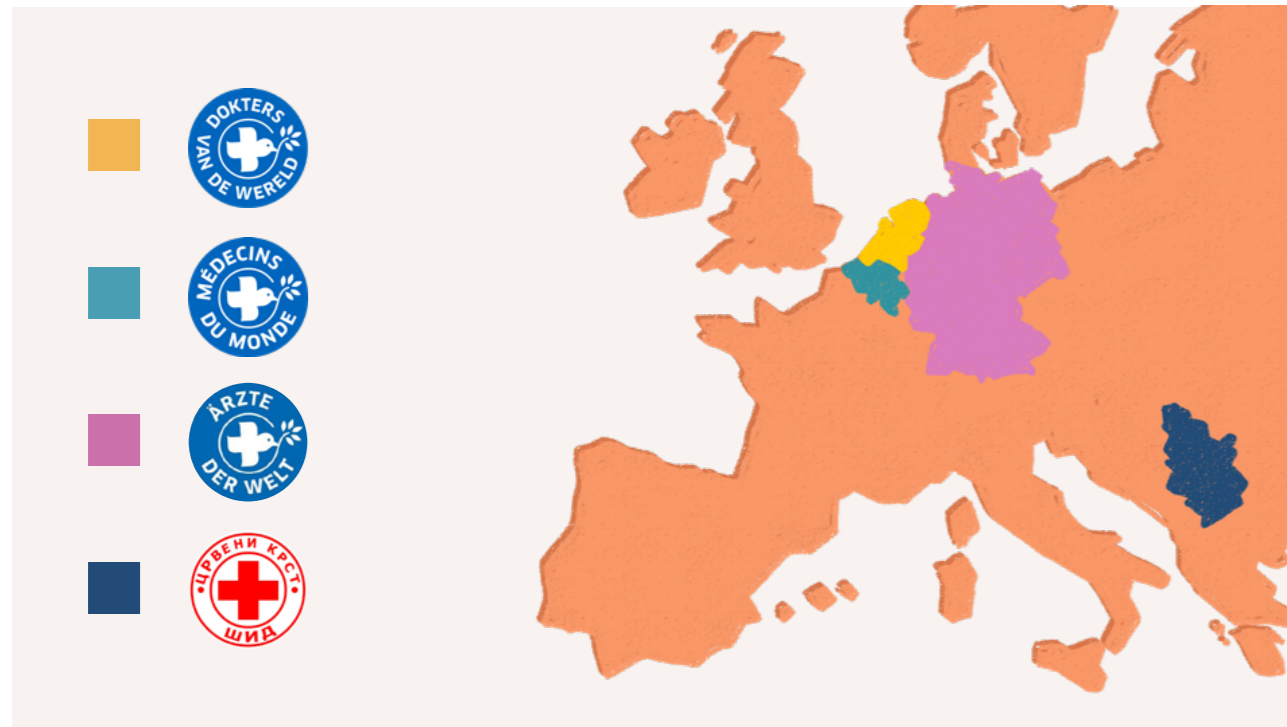 DOKTERS
VAN DE WERELD
MÉDECINS
DU MONDE
ÄRZTE
DER WELT
•ЦРВЕНИ КРСТ•
ШИД